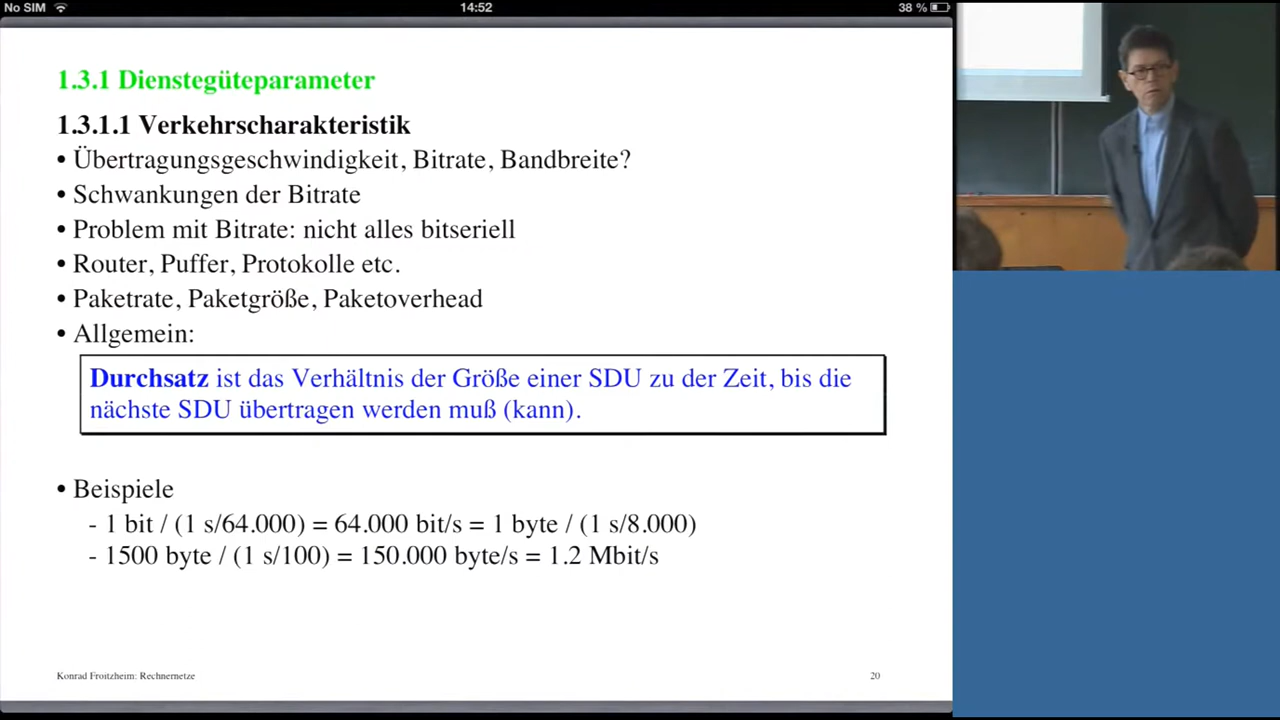 No SIM 14:52 38 %
1.3.1 Dienstegüteparameter
1.3.1.1 Verkehrscharakteristik
• Übertragungsgeschwindigkeit, Bitrate, Bandbreite?
• Schwankungen der Bitrate
• Problem mit Bitrate: nicht alles bitseriell
• Router, Puffer, Protokolle etc.
• Paketrate, Paketgröße, Paketoverhead
• Allgemein:
Durchsatz ist das Verhältnis der Größe einer SDU zu der Zeit, bis die
nächste SDU übertragen werden muß (kann).
• Beispiele
- 1 bit / (1 s/64.000) = 64.000 bit/s = 1 byte / (1 s/8.000)
- 1500 byte / (1 s/100) = 150.000 byte/s = 1.2 Mbit/s
Konrad Froitzheim: Rechnernetze 20